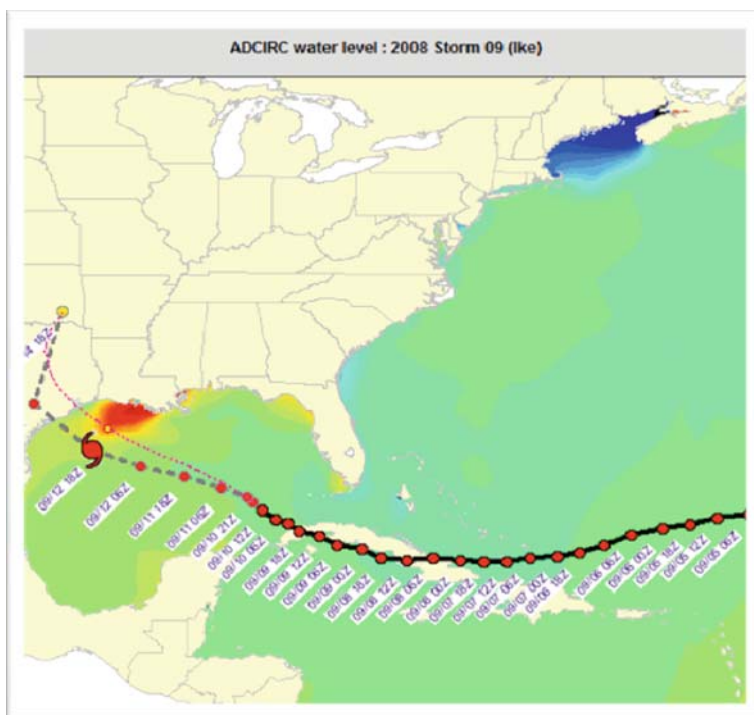 ADCIRC water level : 2008 Storm 09 (Ike)
18Z
09/12 18Z
09/12 06Z
09/11 18Z
09/11 06Z
09/10 21Z
09/10 12Z
09/10 06Z
09/09 18Z
09/09 12Z
09/09 06Z
09/09 00Z
09/08 18Z
09/08 12Z
09/08 06Z
09/08 00Z
09/07 18Z
09/07 12Z
09/07 06Z
09/07 00Z
09/06 18Z
09/06 06Z
09/06 00Z
09/05 18Z
09/05 12Z
09/05 06Z